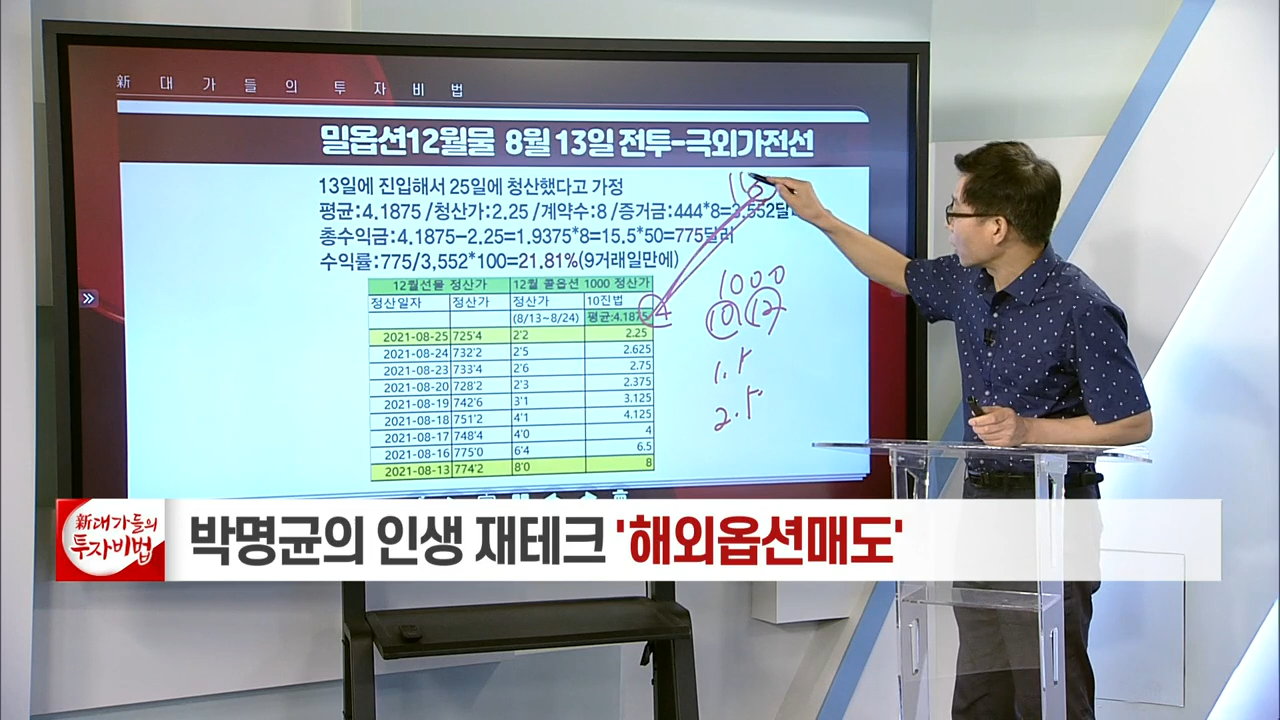 新 대 가 들 의 투 자 비 법
밀옵션12월물 8월 13일 전투-극외가전선
13일에 진입해서 25일에 청산했다고 가정
평균:4.1875 /청산가:2.25 /계약수:8 /증거금:444*8=3,552달러
총수익금:4.1875-2.25=1.9375*8=15.5*50=775달러
수익률:775/3,552*100=21.81%(9거래일만에)
12월선물 정산가 12월 콜옵션 1000 정산가
정산일자 정산가 정산가 10진법
(8/13~8/24) 평균:4.1875
2021-08-25 725'4 2'2 2.25
2021-08-24 732'2 2'5 2.625
2021-08-23 733'4 2'6 2.75
2021-08-20 728'2 2'3 2.375
2021-08-19 742'6 3'1 3.125
2021-08-18 751'2 4'1 4.125
2021-08-17 748'4 4'0 4
2021-08-16 775'0 6'4 6.5
2021-08-13 774'2 8'0 8
4
1000
10 12
新대가들의
투자비법
박명균의 인생 재테크 '해외옵션매도'